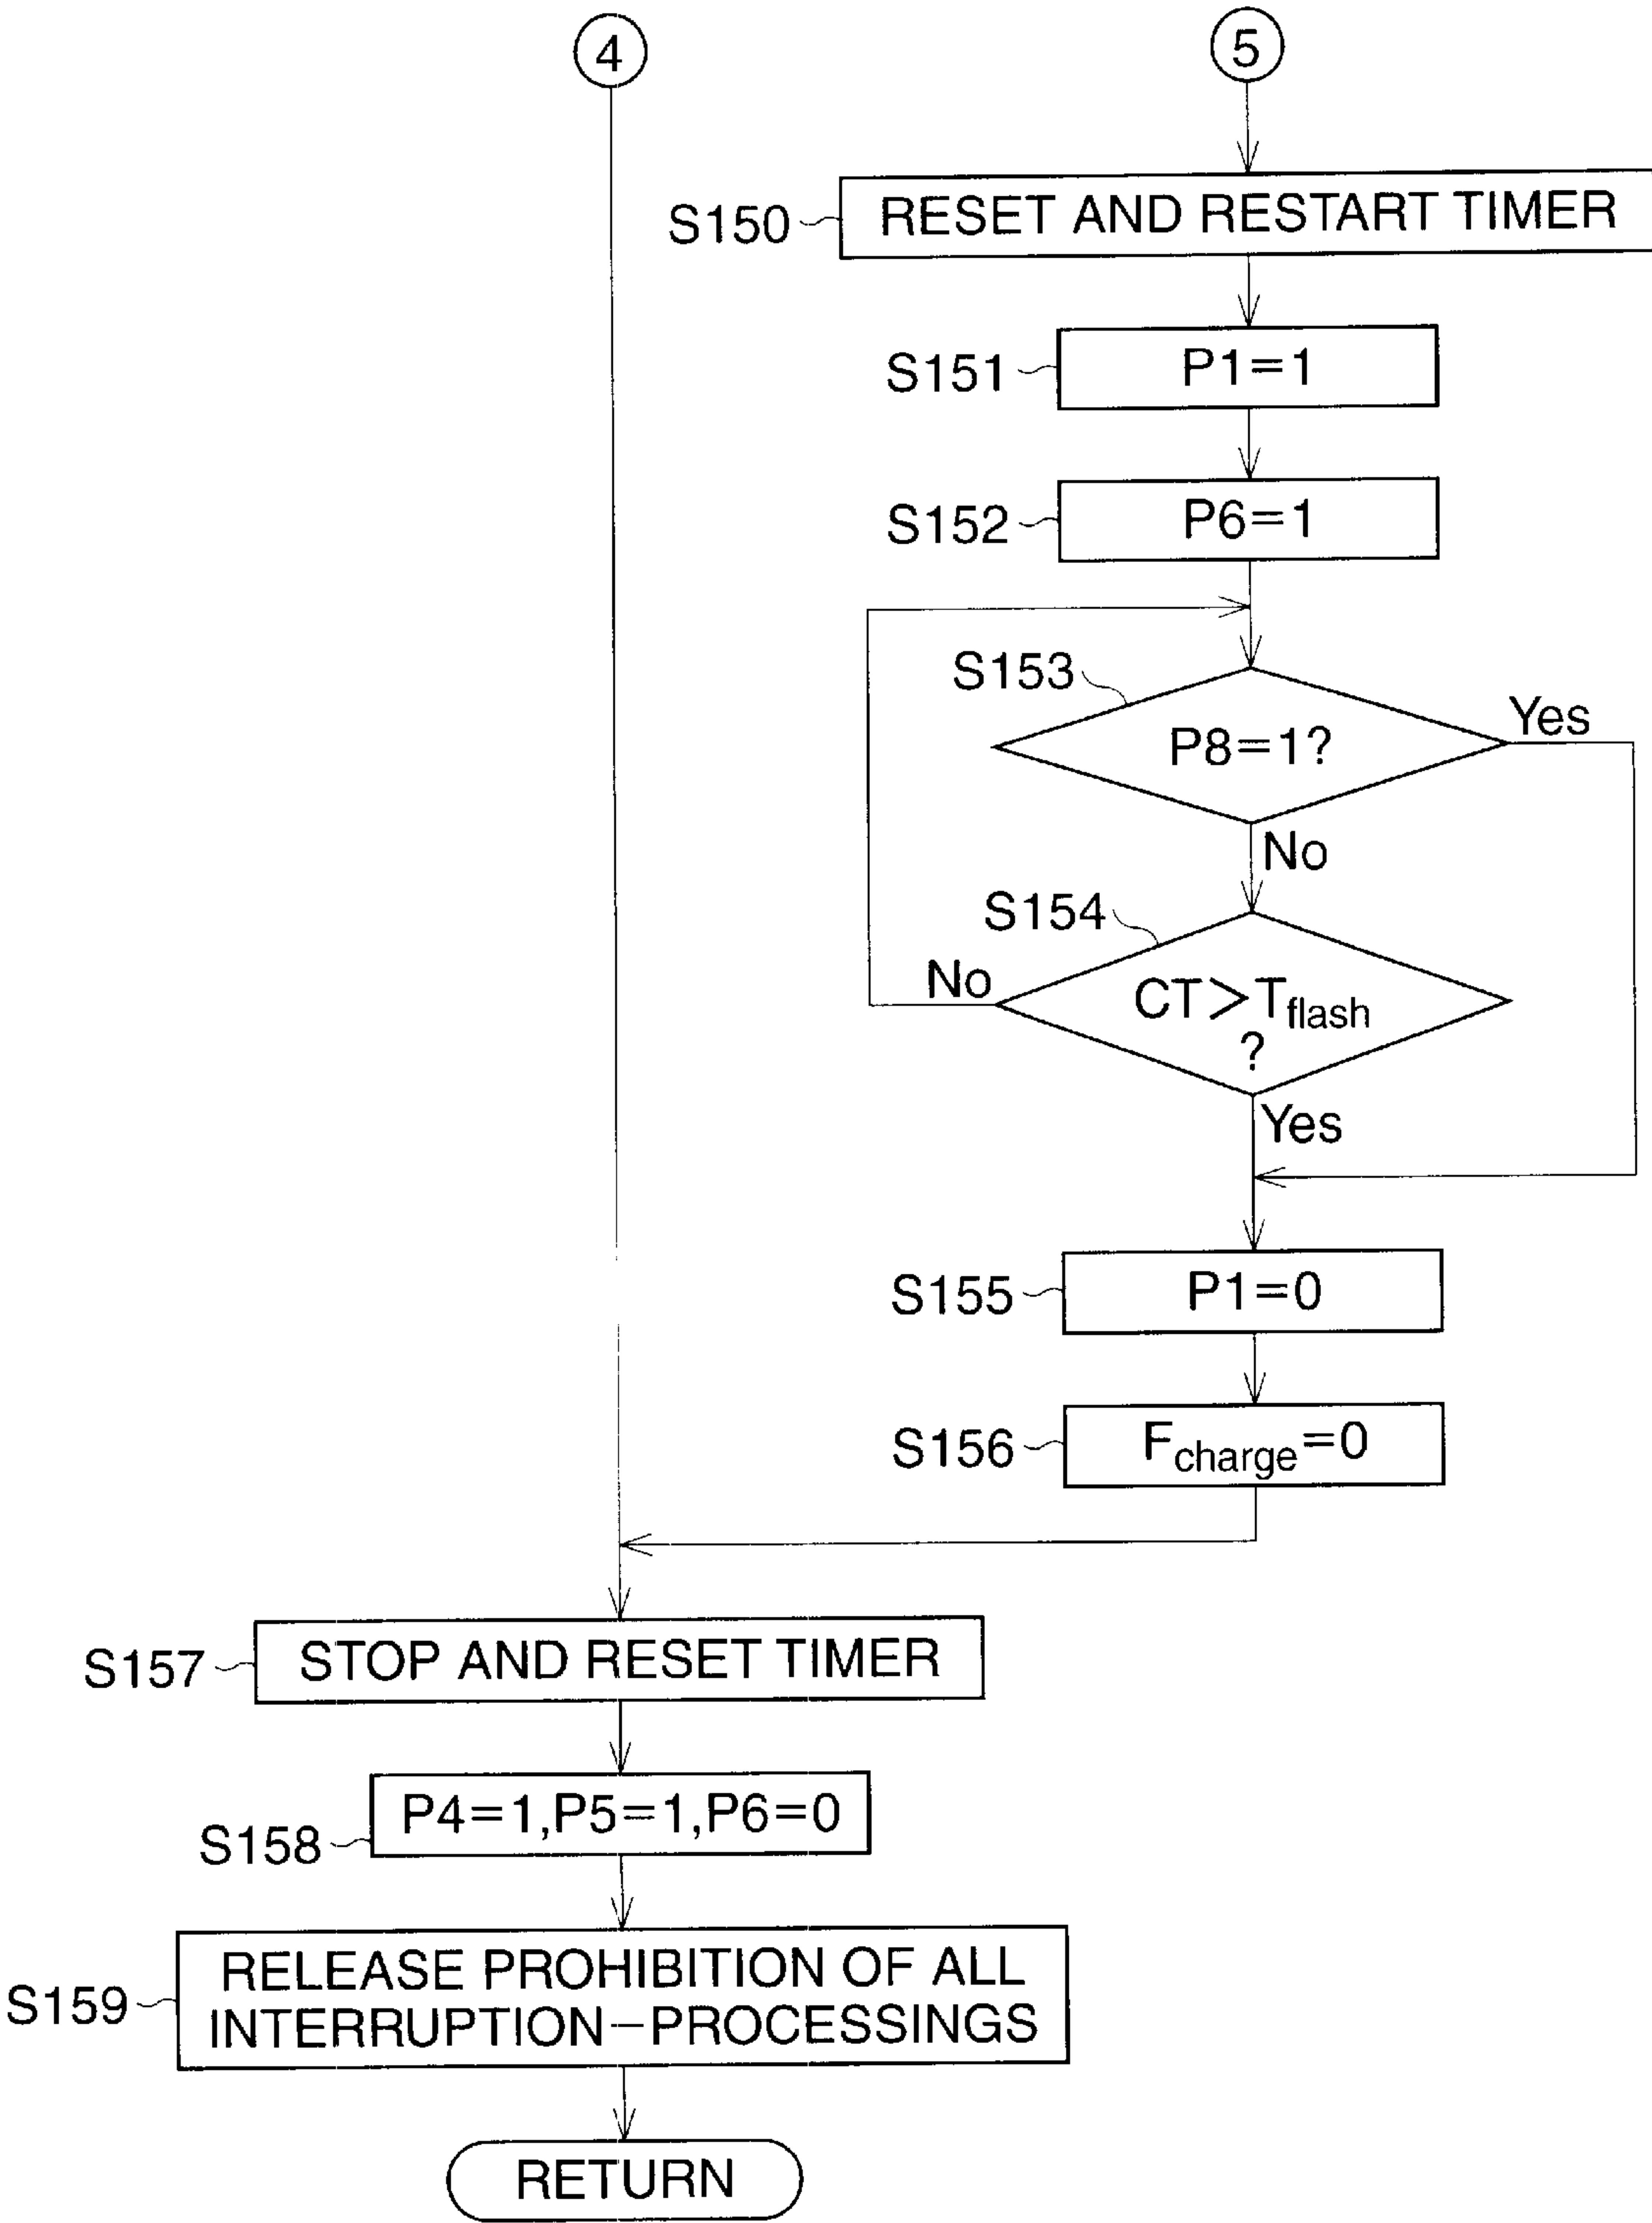 4
5
S150
RESET AND RESTART TIMER
S151
P1=1
S152
P6=1
S153
P8=1?
Yes
No
S154
CT>Tflash
?
No
Yes
S155
P1=0
S156
Fcharge=0
S157
STOP AND RESET TIMER
S158
P4=1,P5=1,P6=0
S159
RELEASE PROHIBITION OF ALL
INTERRUPTION-PROCESSINGS
RETURN